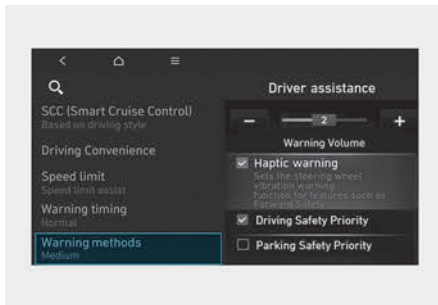 Driver assistance
SCC (Smart Cruise Control)
Based on driving style
Driving Convenience
Speed limit
Speed limit assist
Warning timing
Normal
Warning methods
Medium
2
Warning Volume
Haptic warning
Sets the steering wheel
vibration warning
function for features such as
Forward Safety
Driving Safety Priority
Parking Safety Priority